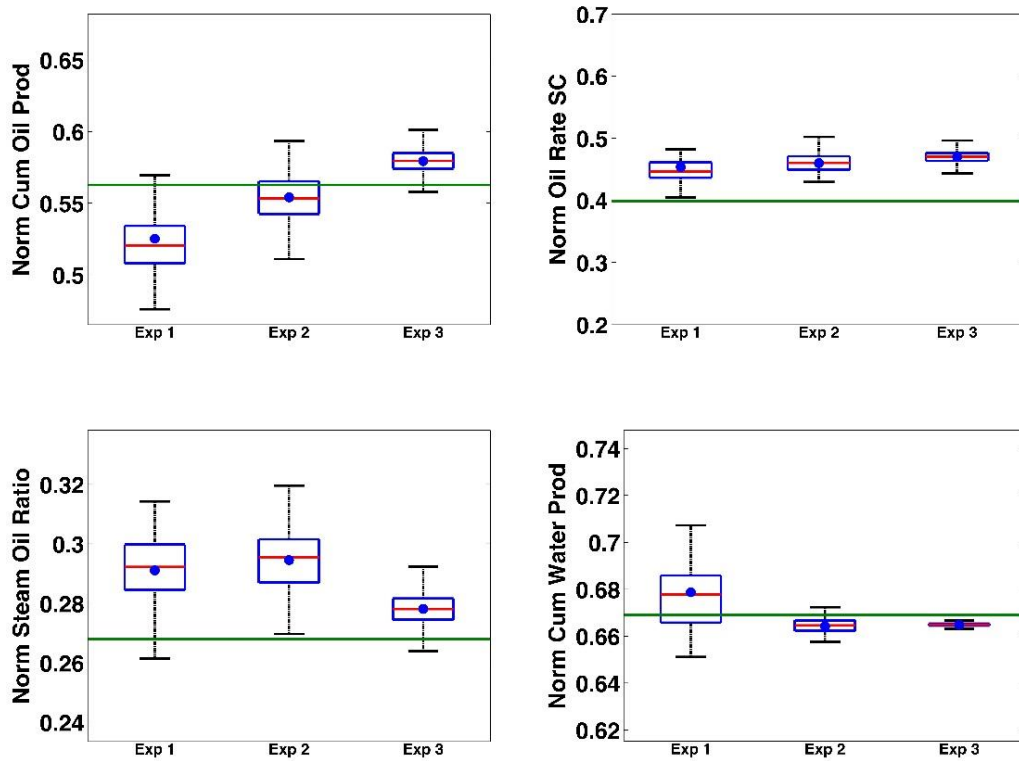 Norm Cum Oil Prod
0.65
0.6
0.55
0.5
Exp 1 Exp 2 Exp 3
Norm Oil Rate SC
0.7
0.6
0.5
0.4
0.3
0.2
Exp 1 Exp 2 Exp 3
Norm Steam Oil Ratio
0.32
0.3
0.28
0.26
0.24
Exp 1 Exp 2 Exp 3
Norm Cum Water Prod
0.74
0.72
0.7
0.68
0.66
0.64
0.62
Exp 1 Exp 2 Exp 3